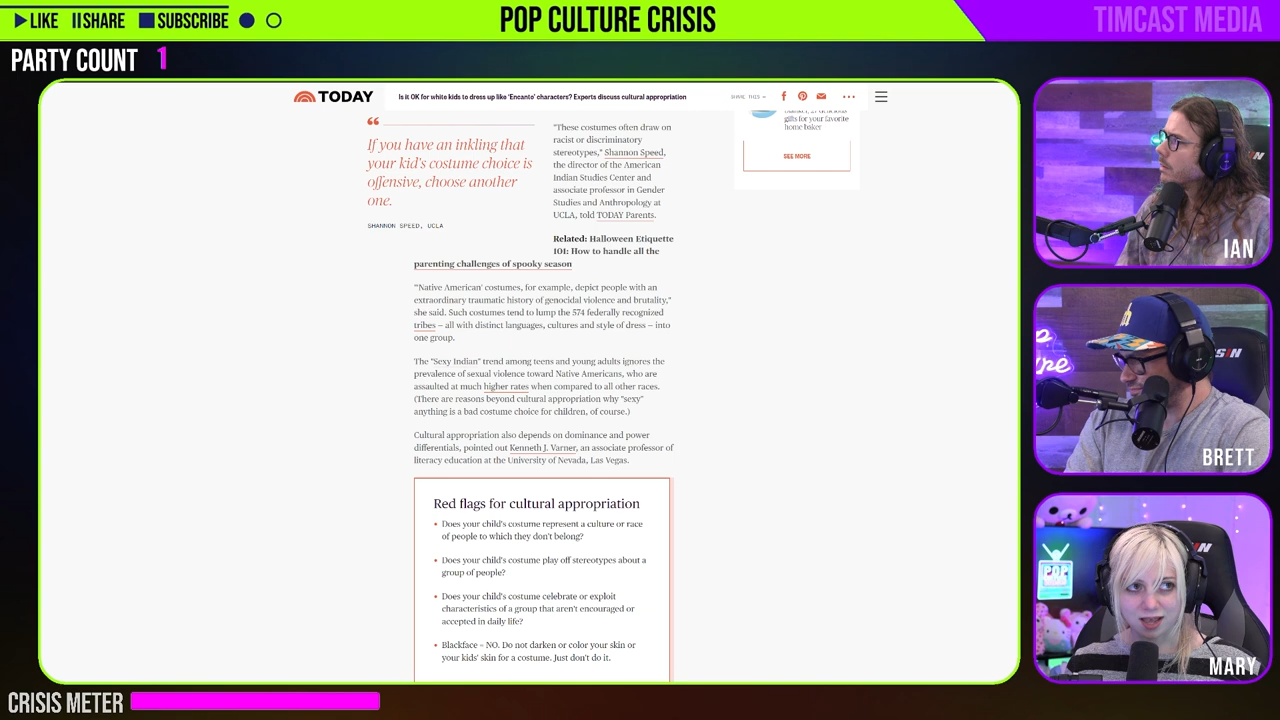 LIKE SHARE SUBSCRIBE
POP CULTURE CRISIS
TIMCAST MEDIA
PARTY COUNT 1
TODAY
Is it OK for white kids to dress up like 'Encanto' characters? Experts discuss cultural appropriation
SHARE THIS –
If you have an inkling that
your kid's costume choice is
offensive, choose another
one.
SHANNON SPEED, UCLA
"These costumes often draw on
racist or discriminatory
stereotypes," Shannon Speed,
the director of the American
Indian Studies Center and
associate professor in Gender
Studies and Anthropology at
UCLA, told TODAY Parents.
Related: Halloween Etiquette
101: How to handle all the
parenting challenges of spooky season
"'Native American' costumes, for example, depict people with an
extraordinary traumatic history of genocidal violence and brutality,"
she said. Such costumes tend to lump the 574 federally recognized
tribes — all with distinct languages, cultures and style of dress — into
one group.
The "Sexy Indian" trend among teens and young adults ignores the
prevalence of sexual violence toward Native Americans, who are
assaulted at much higher rates when compared to all other races.
(There are reasons beyond cultural appropriation why "sexy"
anything is a bad costume choice for children, of course.)
Cultural appropriation also depends on dominance and power
differentials, pointed out Kenneth J. Varner, an associate professor of
literacy education at the University of Nevada, Las Vegas.
Red flags for cultural appropriation
Does your child's costume represent a culture or race
of people to which they don't belong?
Does your child's costume play off stereotypes about a
group of people?
Does your child's costume celebrate or exploit
characteristics of a group that aren't encouraged or
accepted in daily life?
Blackface – NO. Do not darken or color your skin or
your kids' skin for a costume. Just don't do it.
gifts for your favorite
home baker
SEE MORE
IAN
BRETT
MARY
CRISIS METER